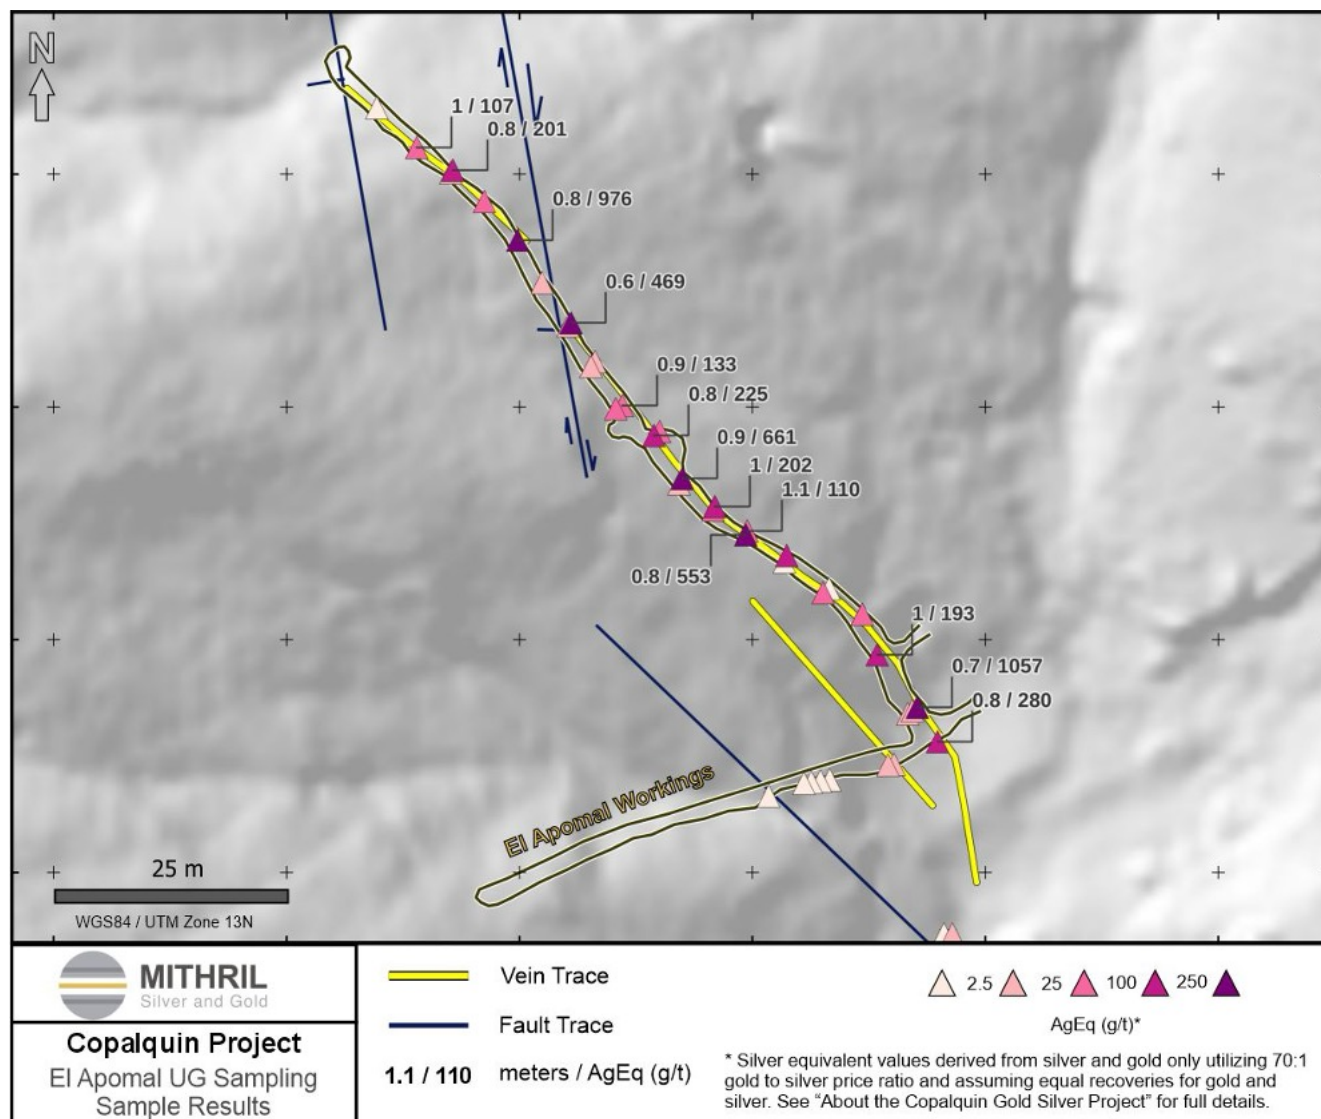 N
1 / 107
0.8 / 201
0.8 / 976
0.6 / 469
0.9 / 133
0.8 / 225
0.9 / 661
1 / 202
1.1 / 110
0.8 / 553
1 / 193
0.7 / 1057
0.8 / 280
El Apomal Workings
25 m
WGS84 / UTM Zone 13N
MITHRIL
Silver and Gold
Copalquin Project
El Apomal UG Sampling
Sample Results
Vein Trace
Fault Trace
1.1 / 110 meters / AgEq (g/t)
2.5 25 100 250
AgEq (g/t)*
* Silver equivalent values derived from silver and gold only utilizing 70:1
gold to silver price ratio and assuming equal recoveries for gold and
silver. See “About the Copalquin Gold Silver Project” for full details.